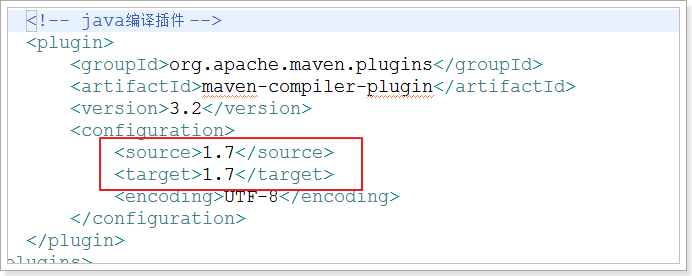 <!-- java编译插件 -->
<plugin>
<groupId>org.apache.maven.plugins</groupId>
<artifactId>maven-compiler-plugin</artifactId>
<version>3.2</version>
<configuration>
<source>1.7</source>
<target>1.7</target>
<encoding>UTF-8</encoding>
</configuration>
</plugin>
plugins>